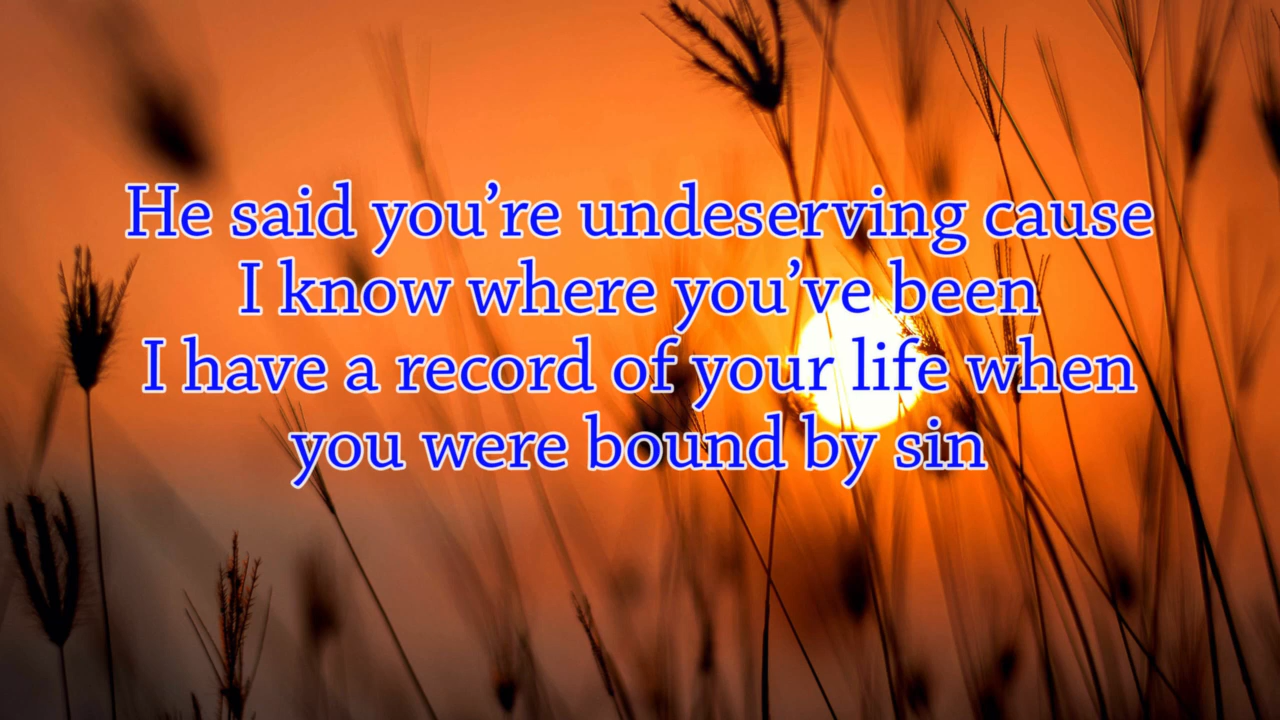 He said you’re undeserving cause
I know where you’ve been
I have a record of your life when
you were bound by sin